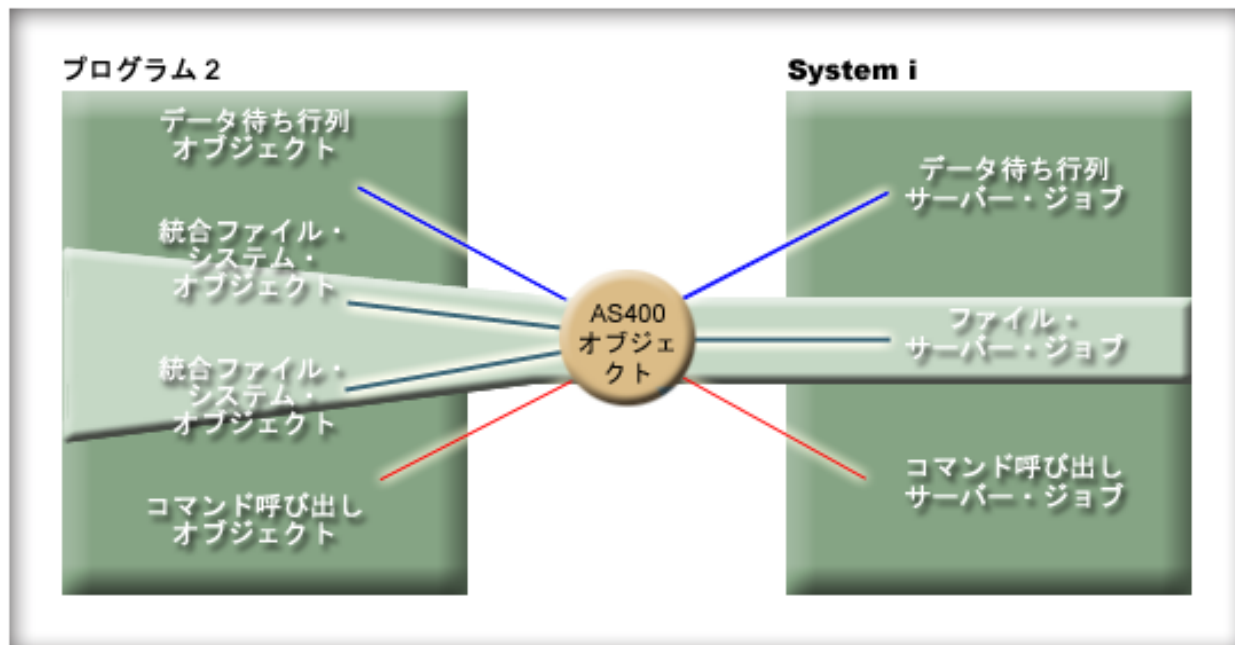 プログラム 2
データ待ち行列
オブジェクト
統合ファイル・
システム・
オブジェクト
統合ファイル・
システム・
オブジェクト
コマンド呼び出し
オブジェクト
AS400
オブジェ
クト
System i
データ待ち行列
サーバー・ジョブ
ファイル・
サーバー・ジョブ
コマンド呼び出し
サーバー・ジョブ